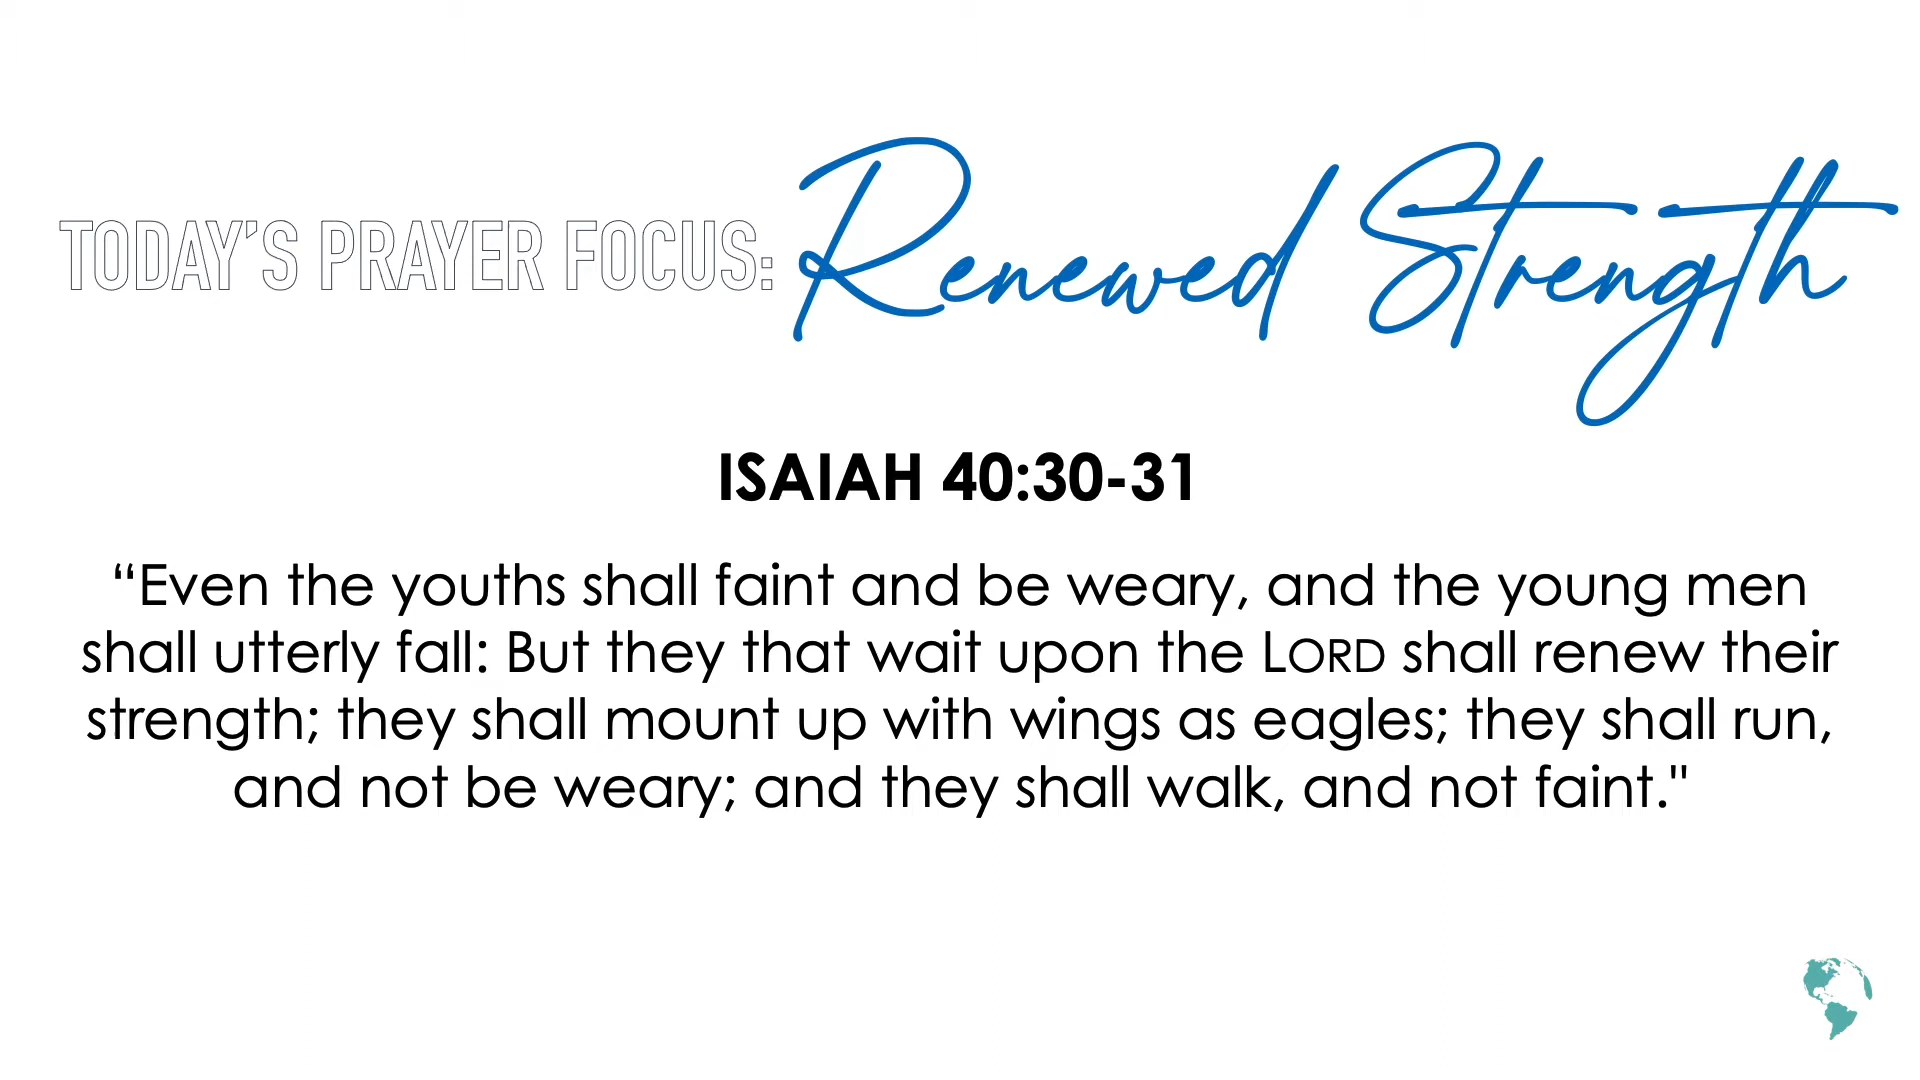 TODAY’S PRAYER FOCUS: Renewed Strength
ISAIAH 40:30-31
“Even the youths shall faint and be weary, and the young men
shall utterly fall: But they that wait upon the LORD shall renew their
strength; they shall mount up with wings as eagles; they shall run,
and not be weary; and they shall walk, and not faint."